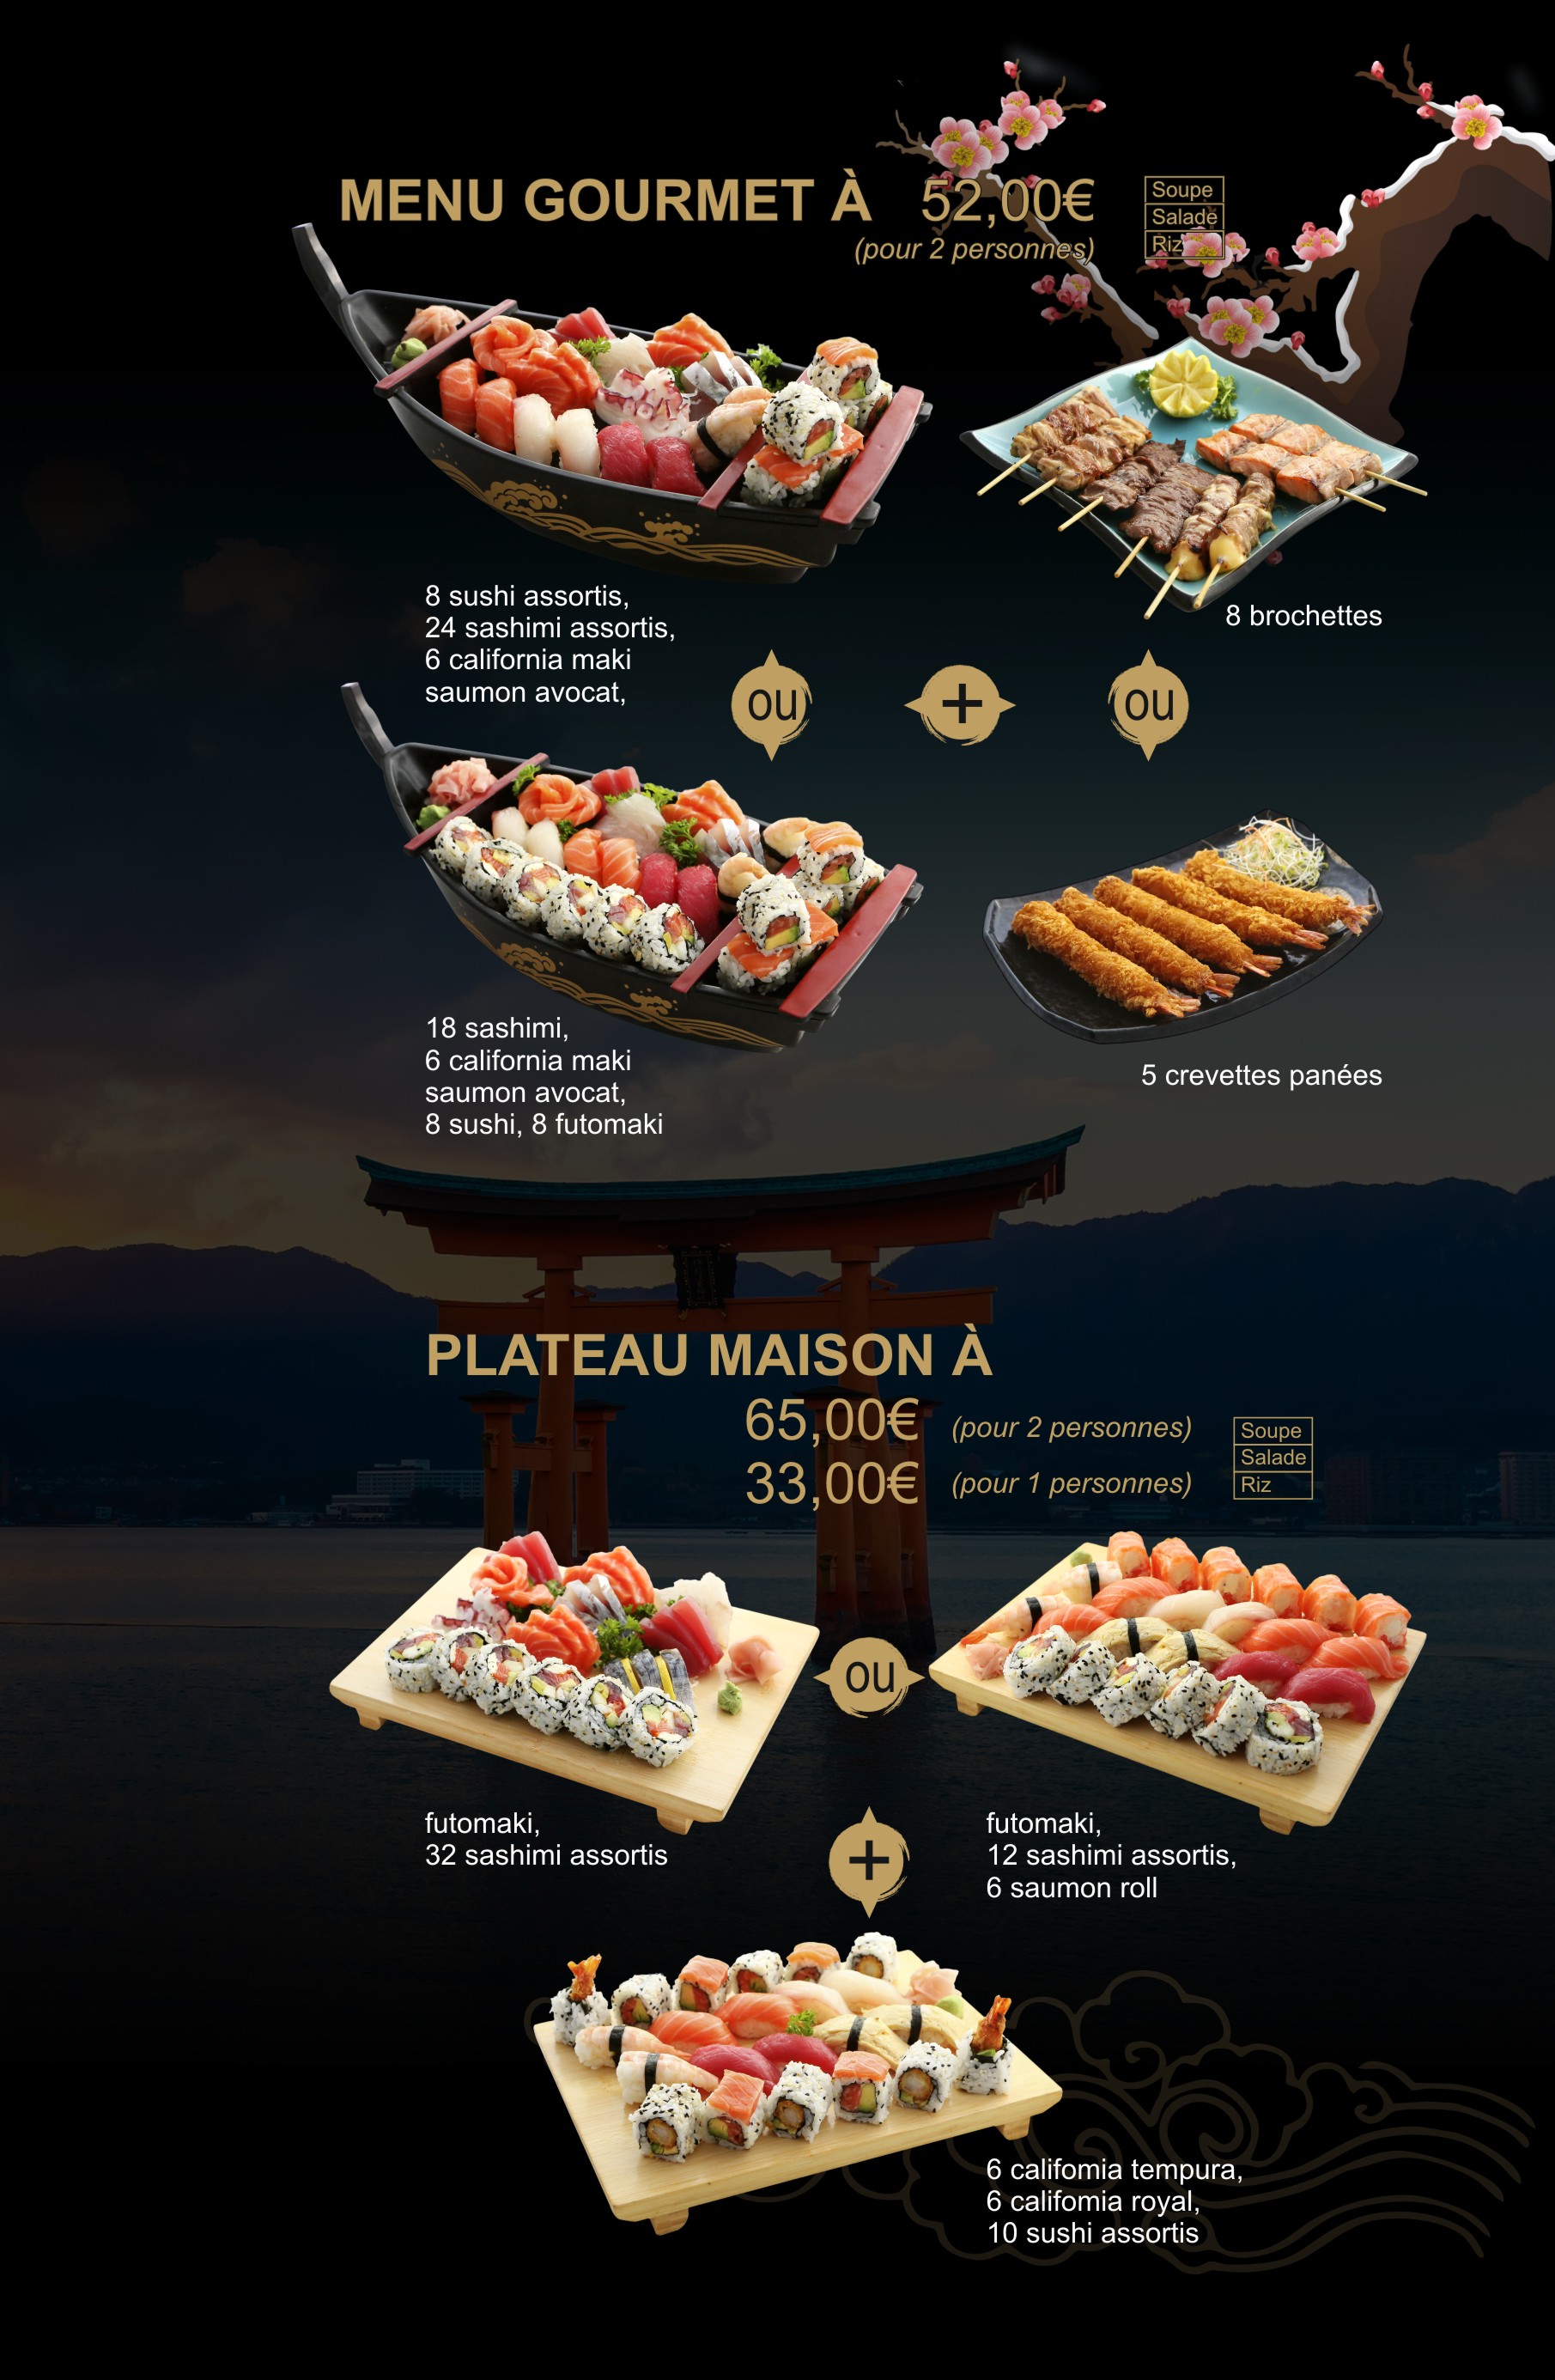 MENU GOURMET À 52,00€
(pour 2 personnes)
Soupe
Salade
Riz
8 sushi assortis,
24 sashimi assortis,
6 california maki
saumon avocat,
8 brochettes
ou
+
ou
18 sashimi,
6 california maki
saumon avocat,
8 sushi, 8 futomaki
5 crevettes panées
PLATEAU MAISON À
65,00€ (pour 2 personnes)
33,00€ (pour 1 personnes)
Soupe
Salade
Riz
ou
futomaki,
32 sashimi assortis
+
futomaki,
12 sashimi assortis,
6 saumon roll
6 califomia tempura,
6 califomia royal,
10 sushi assortis